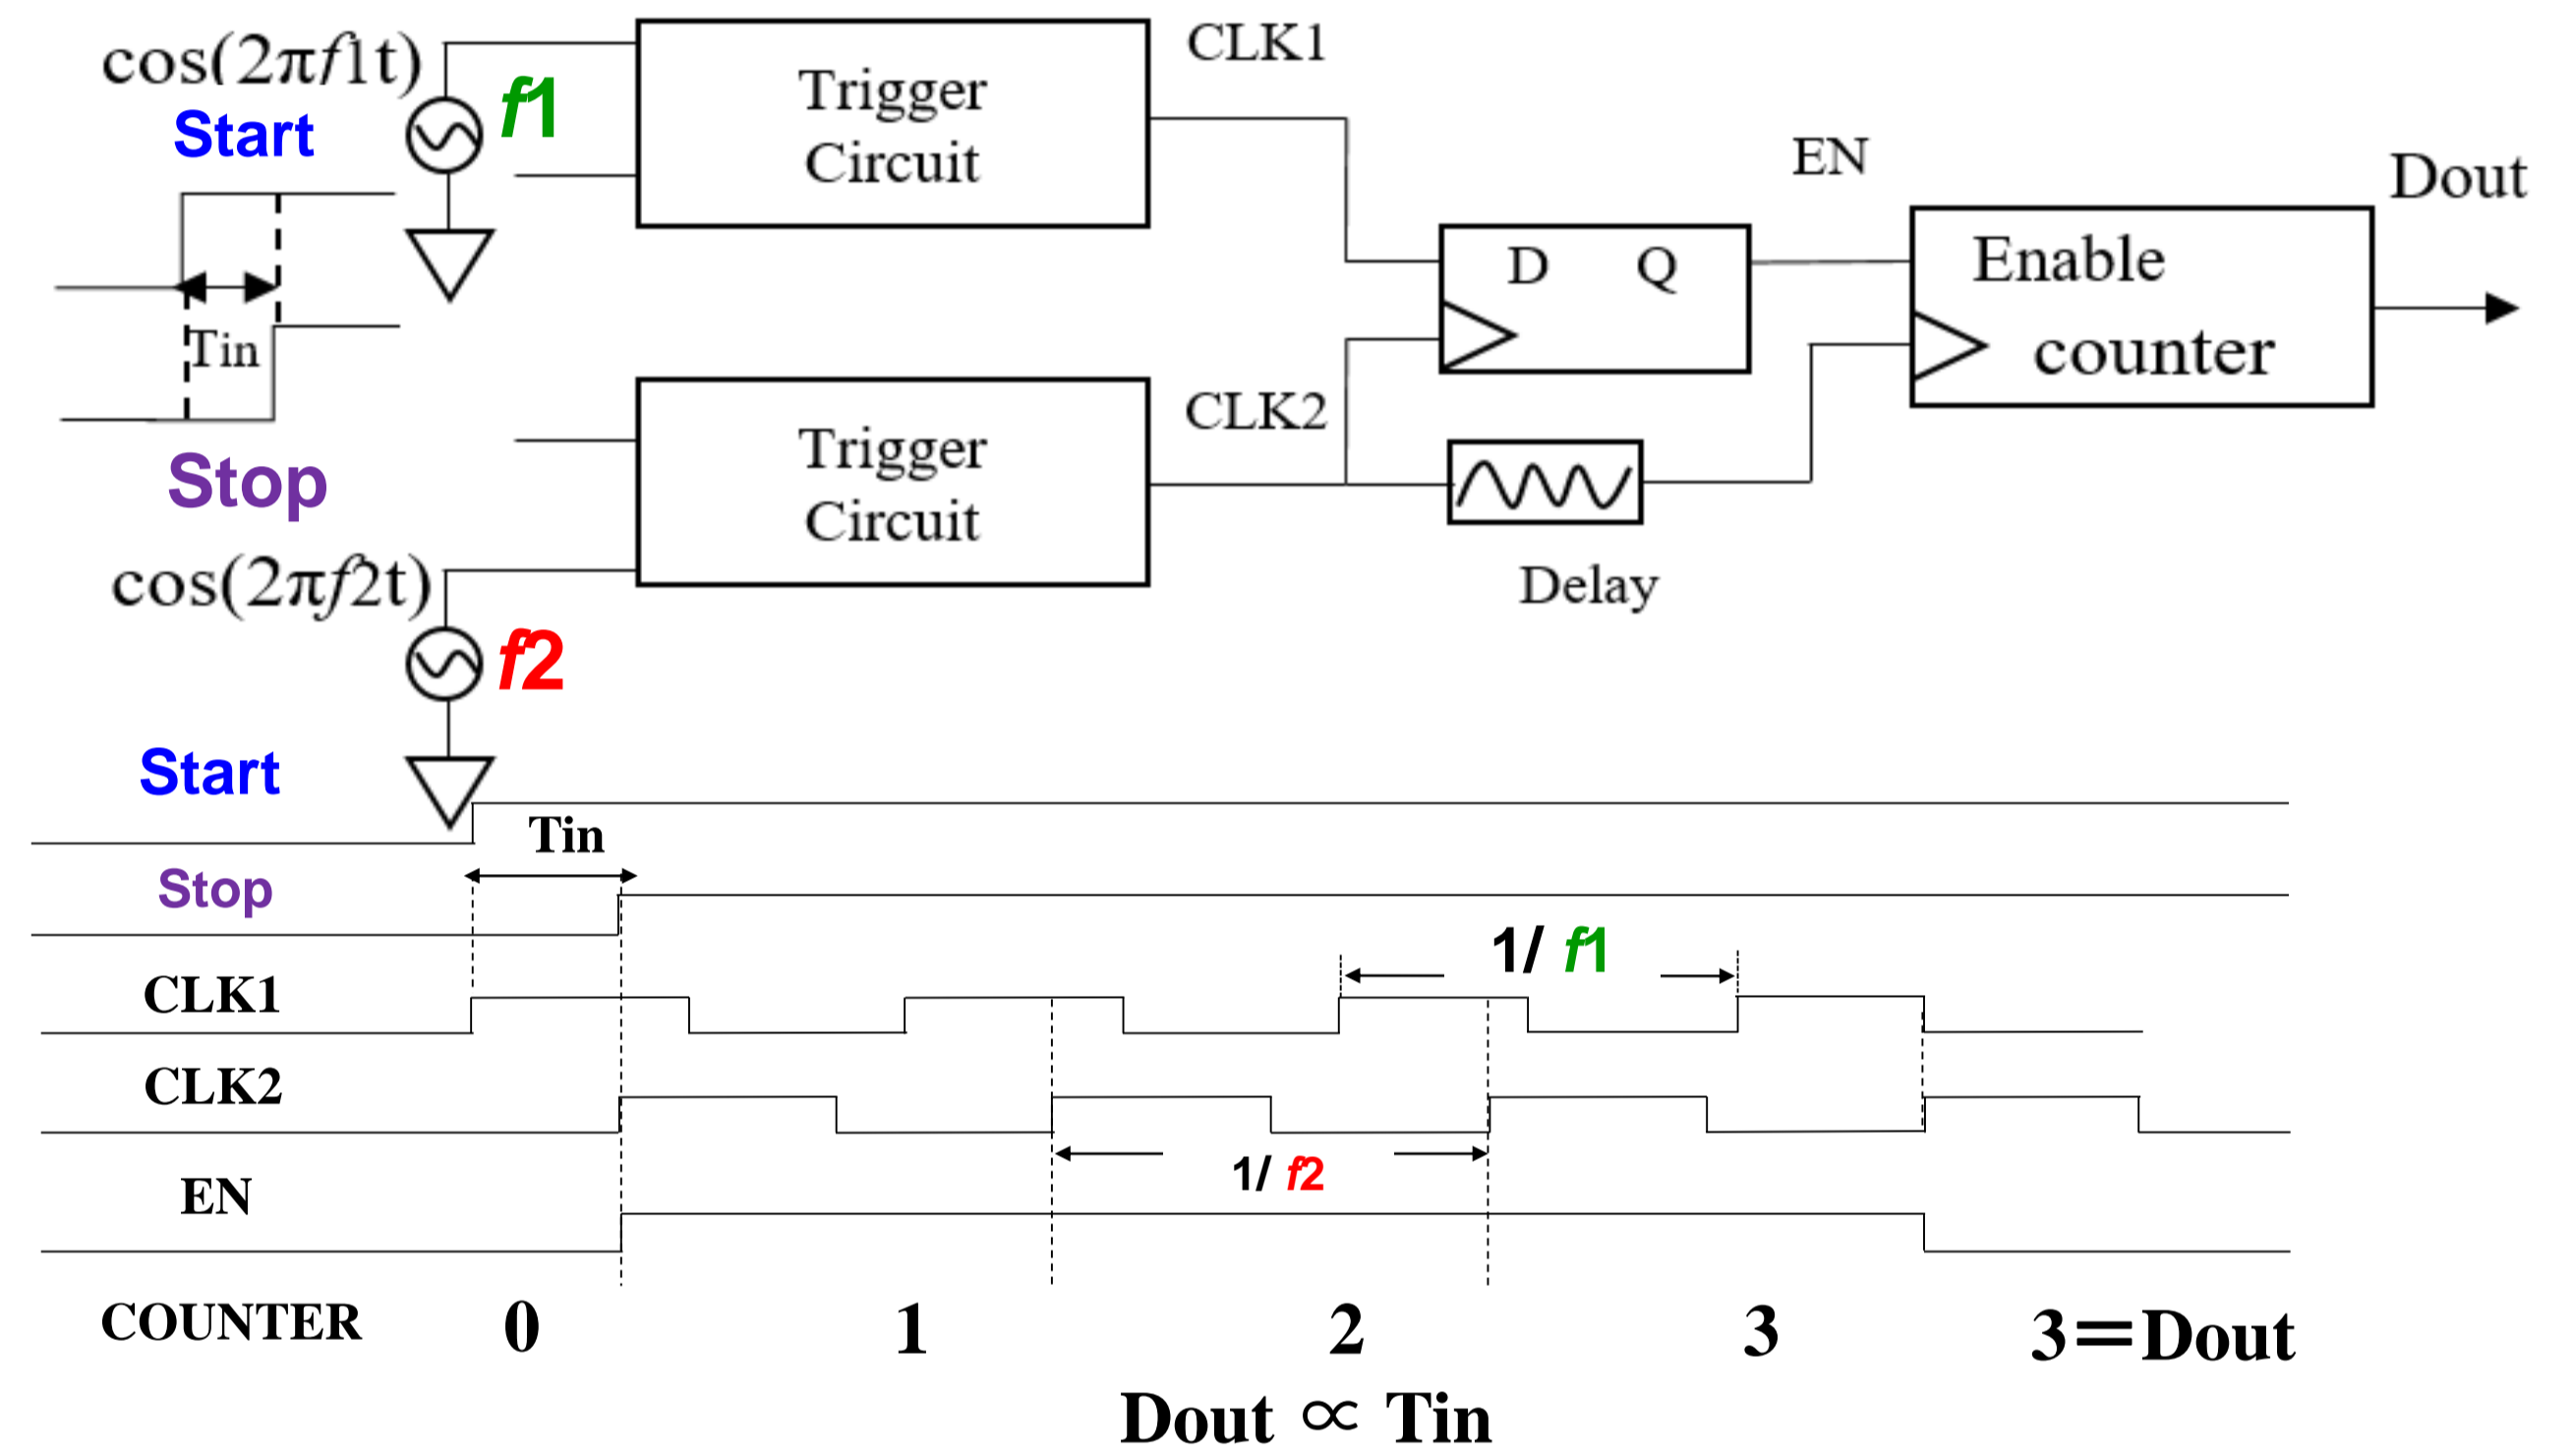 cos(2πf1t)
Start
f1
Trigger
Circuit
CLK1
EN
Dout
D Q
Enable
counter
Tin
Stop
Trigger
Circuit
CLK2
Delay
cos(2πf2t)
f2
Start
Tin
Stop
1/ f1
CLK1
CLK2
1/ f2
EN
COUNTER 0 1 2 3 3=Dout
Dout ∝ Tin